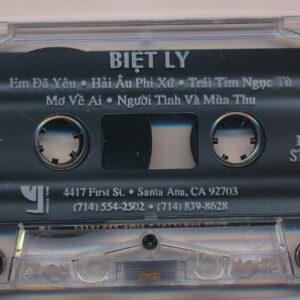 BIỆT LY
Em Đã Yêu • Hải Âu Phi Xứ • Trái Tim Ngục Tù
Mơ Về Ai • Người Tình Và Mùa Thu
4417 First St. • Santa Ana, CA 92703
(714) 554-2502 • (714) 839-8628